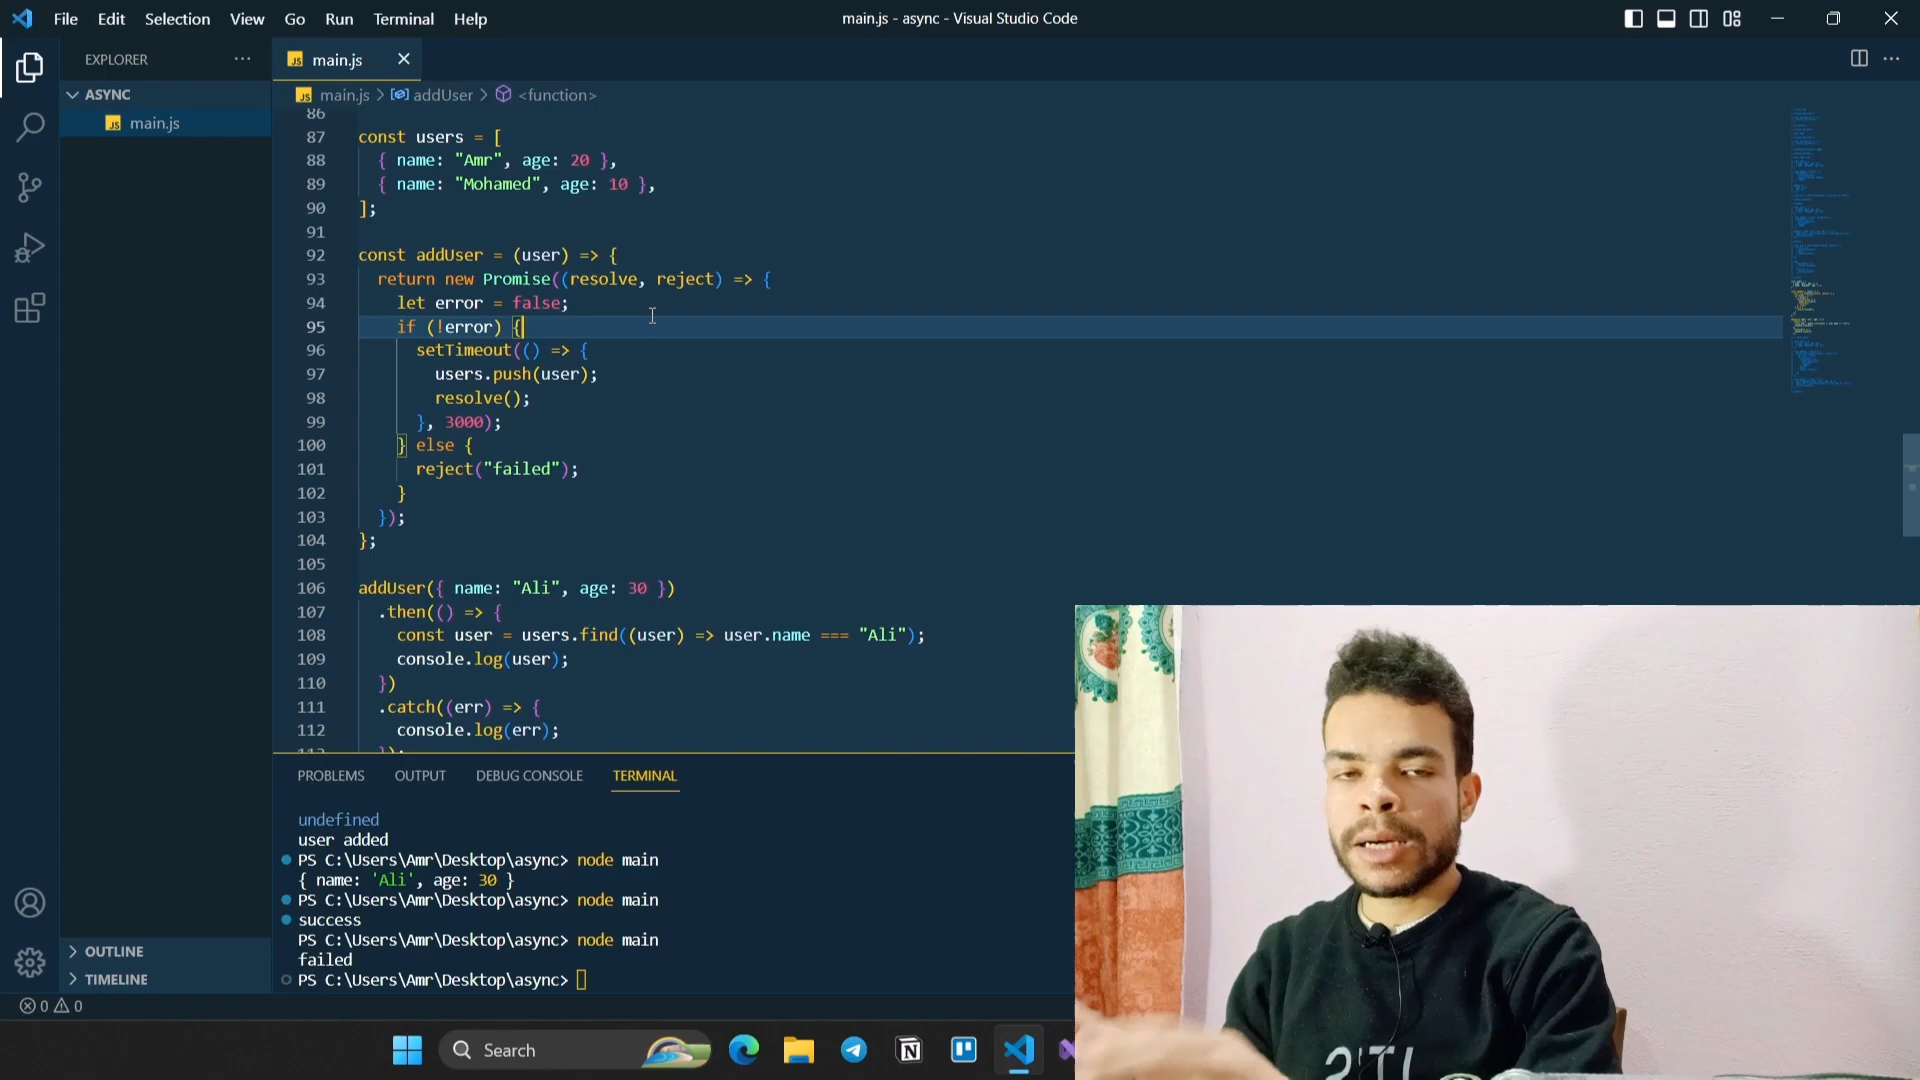 File Edit Selection View Go Run Terminal Help
main.js - async - Visual Studio Code
EXPLORER
JS main.js
ASYNC
JS main.js
JS main.js > addUser > <function>
86
87 const users = [
88 { name: "Amr", age: 20 },
89 { name: "Mohamed", age: 10 },
90 ];
91
92 const addUser = (user) => {
93 return new Promise((resolve, reject) => {
94 let error = false;
95 if (!error) {
96 setTimeout(() => {
97 users.push(user);
98 resolve();
99 }, 3000);
100 } else {
101 reject("failed");
102 }
103 });
104 };
105
106 addUser({ name: "Ali", age: 30 })
107 .then(() => {
108 const user = users.find((user) => user.name === "Ali");
109 console.log(user);
110 })
111 .catch((err) => {
112 console.log(err);
113 });
PROBLEMS OUTPUT DEBUG CONSOLE TERMINAL
undefined
user added
PS C:\Users\Amr\Desktop\async> node main
{ name: 'Ali', age: 30 }
PS C:\Users\Amr\Desktop\async> node main
success
PS C:\Users\Amr\Desktop\async> node main
failed
PS C:\Users\Amr\Desktop\async>
OUTLINE
TIMELINE
0 0
Search